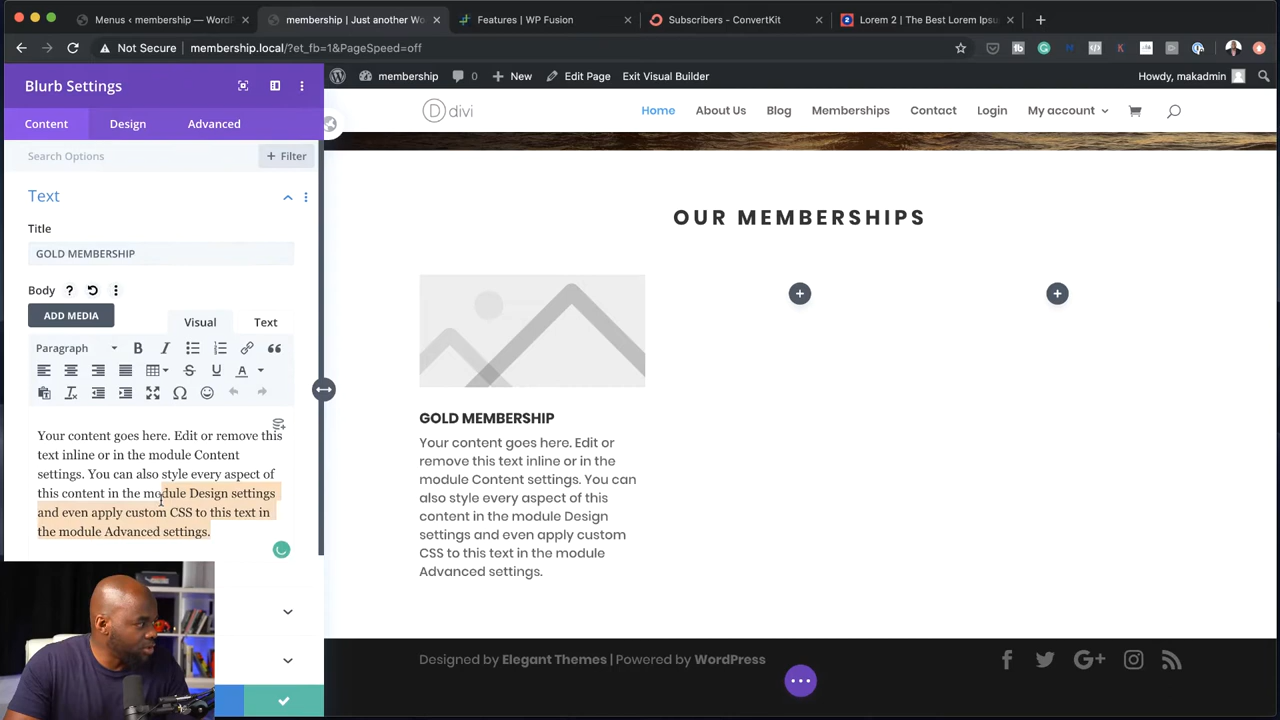 Menus ‹ membership — WordP
membership | Just another Wo
Features | WP Fusion
Subscribers - ConvertKit
Lorem 2 | The Best Lorem Ipsu
Not Secure
membership.local/?et_fb=1&PageSpeed=off
Blurb Settings
membership
0
New
Edit Page
Exit Visual Builder
Howdy, makadmin
Content
Design
Advanced
D divi
Home
About Us
Blog
Memberships
Contact
Login
My account
Search Options
+ Filter
Text
Title
GOLD MEMBERSHIP
Body
ADD MEDIA
Visual
Text
Paragraph
B
I
U
A
Your content goes here. Edit or remove this
text inline or in the module Content
settings. You can also style every aspect of
this content in the module Design settings
and even apply custom CSS to this text in
the module Advanced settings.
OUR MEMBERSHIPS
GOLD MEMBERSHIP
Your content goes here. Edit or
remove this text inline or in the
module Content settings. You can
also style every aspect of this
content in the module Design
settings and even apply custom
CSS to this text in the module
Advanced settings.
Designed by Elegant Themes | Powered by WordPress